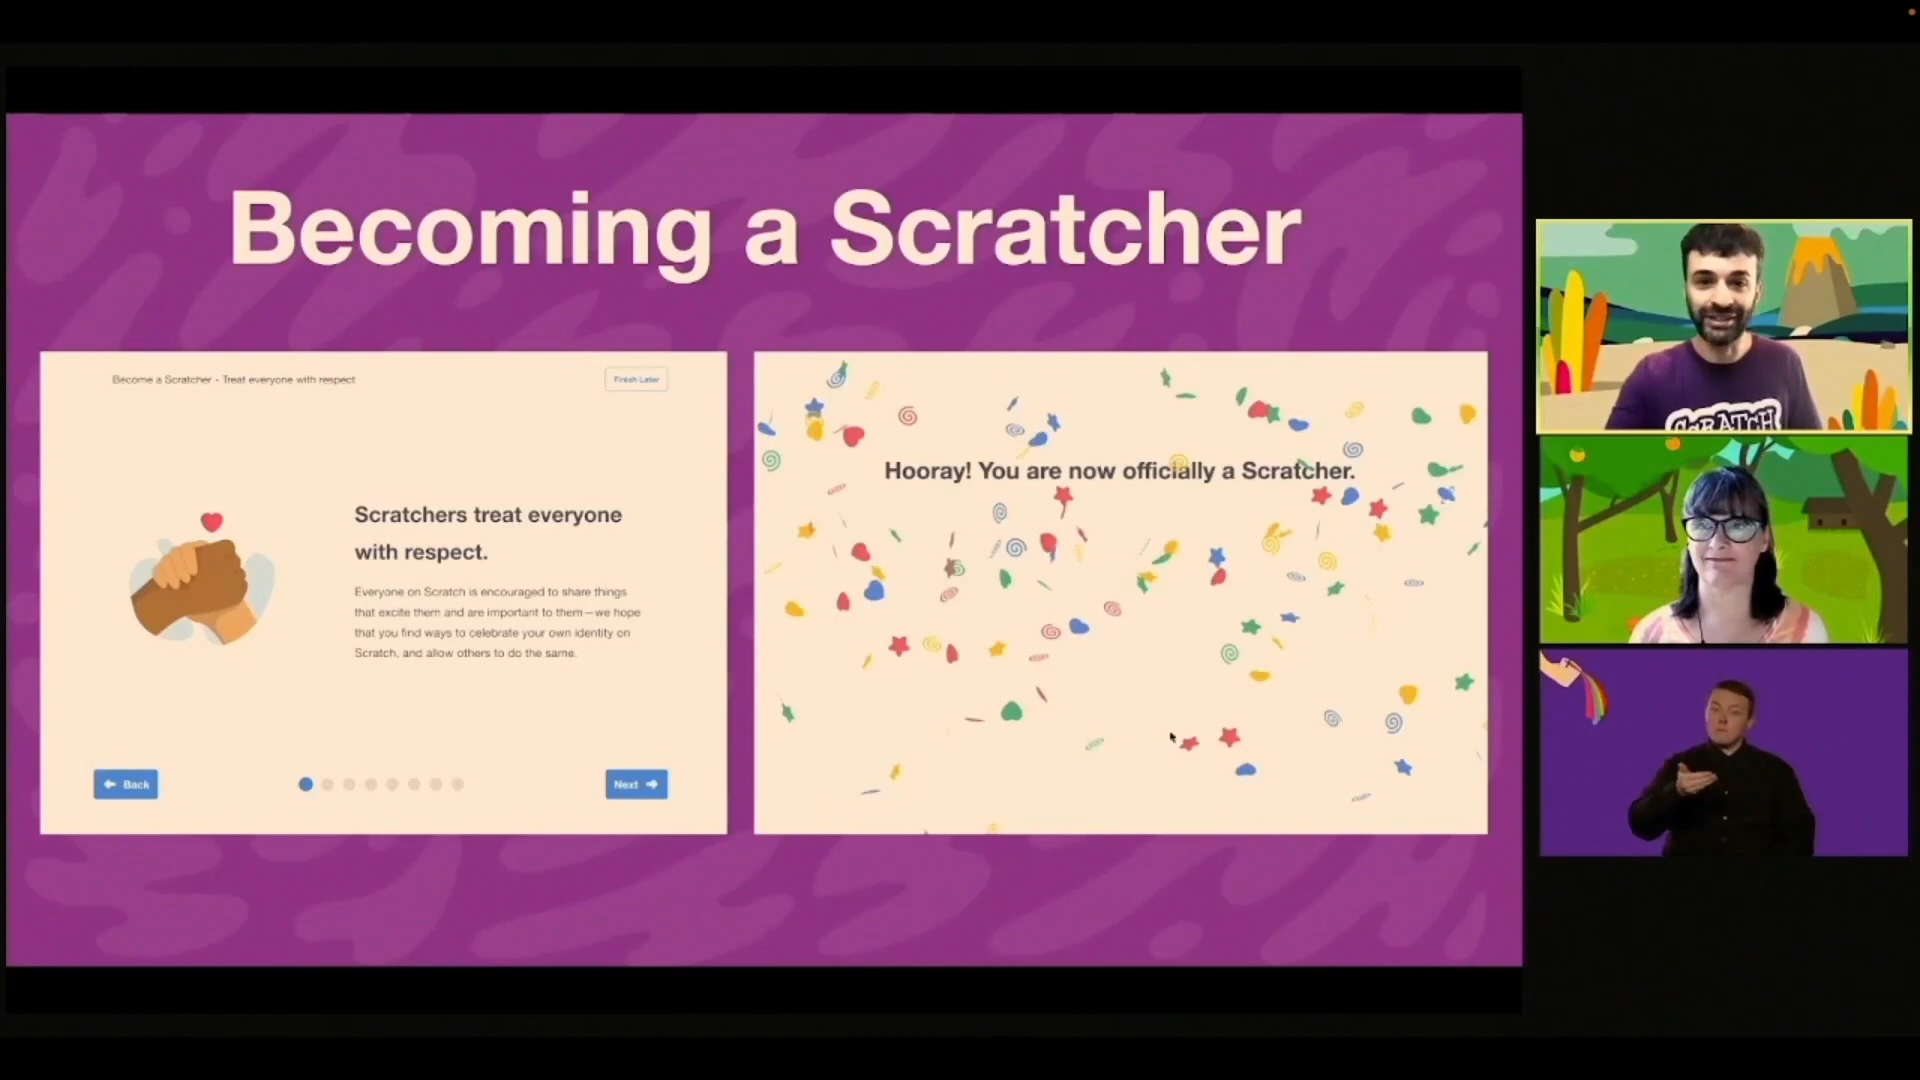 Becoming a Scratcher
Become a Scratcher - Treat everyone with respect
Finish Later
Scratchers treat everyone
with respect.
Everyone on Scratch is encouraged to share things
that excite them and are important to them—we hope
that you find ways to celebrate your own identity on
Scratch, and allow others to do the same.
Back
Next
Hooray! You are now officially a Scratcher.
SCRATCH